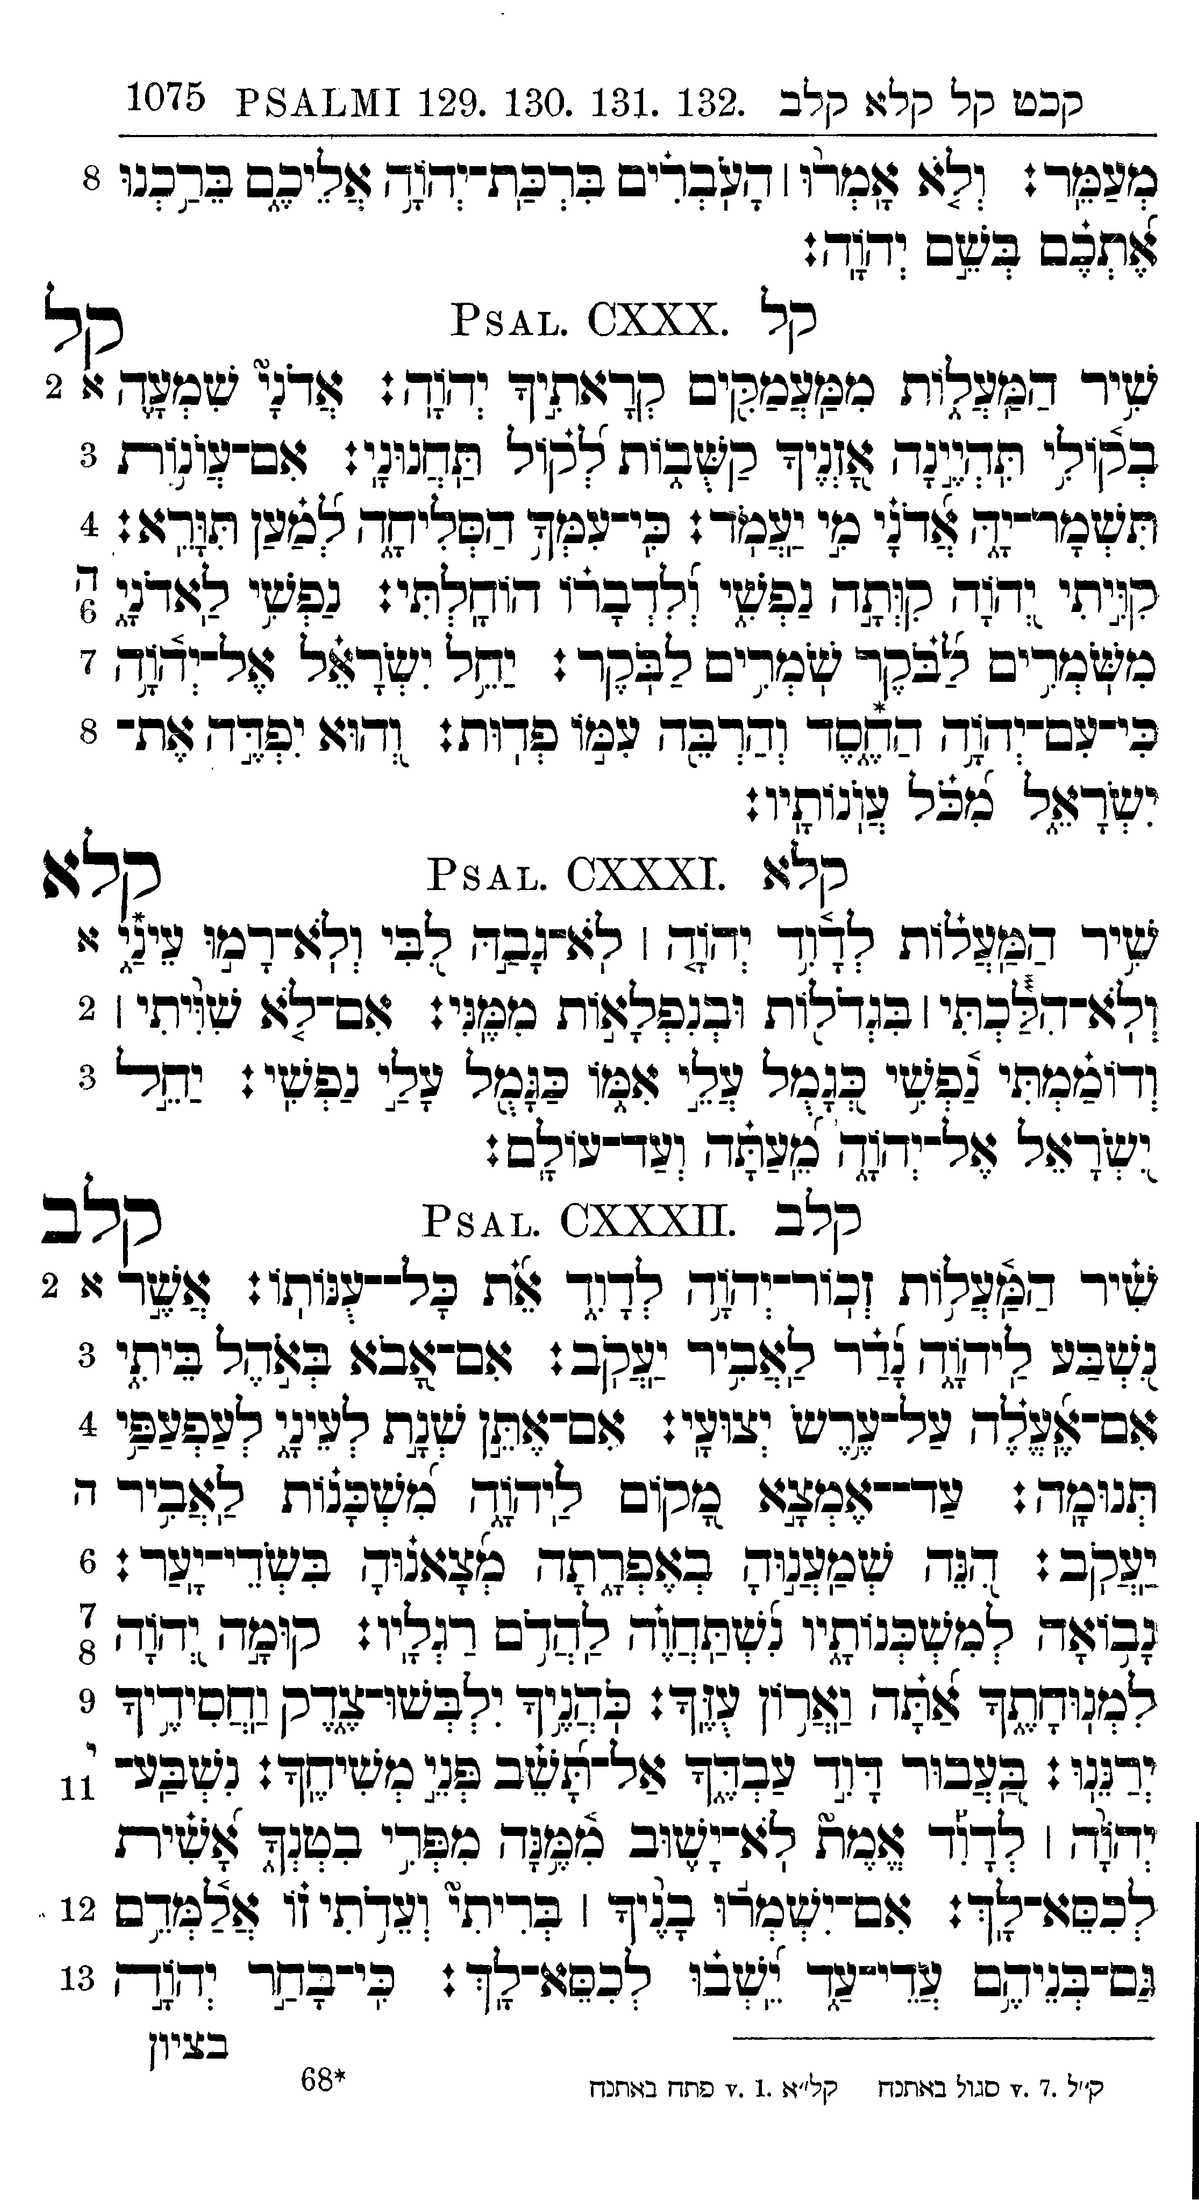 1075 PSALMI 129. 130. 131. 132. קכט קל קלא קלב
מְעַמֵּר׃ וְלֹא אָמְרוּ ׀ הָעֹבְרִים בִּרְכַּת־יְהוָה אֲלֵיכֶם בֵּרַכְנוּ 8
אֶתְכֶם בְּשֵׁם יְהוָה׃
קל PSAL. CXXX. קל
שִׁיר הַמַּעֲלוֹת מִמַּעֲמַקִּים קְרָאתִיךָ יְהוָה׃ אֲדֹנָי שִׁמְעָה א 2
בְקוֹלִי תִּהְיֶינָה אָזְנֶיךָ קַשֻּׁבוֹת לְקוֹל תַּחֲנוּנָי׃ אִם־עֲוֺנוֹת 3
תִּשְׁמָר־יָהּ אֲדֹנָי מִי יַעֲמֹד׃ כִּי־עִמְּךָ הַסְּלִיחָה לְמַעַן תִּוָּרֵא׃ 4
קִוִּיתִי יְהוָה קִוְּתָה נַפְשִׁי וְלִדְבָרוֹ הוֹחָלְתִּי׃ נַפְשִׁי לַאדֹנָי ה 6
מִשֹּׁמְרִים לַבֹּקֶר שֹׁמְרִים לַבֹּקֶר׃ יַחֵל יִשְׂרָאֵל אֶל־יְהוָה 7
כִּי־עִם־יְהוָה הַחֶסֶד* וְהַרְבֵּה עִמּוֹ פְדוּת׃ וְהוּא יִפְדֶּה אֶת־ 8
יִשְׂרָאֵל מִכֹּל עֲוֺנוֹתָיו׃
קלא PSAL. CXXXI. קלא
שִׁיר הַמַּעֲלוֹת לְדָוִד יְהוָה ׀ לֹא־גָבַהּ לִבִּי וְלֹא־רָמוּ עֵינַי* א
וְלֹא־הִלַּכְתִּי ׀ בִּגְדֹלוֹת וּבְנִפְלָאוֹת מִמֶּנִּי׃ אִם־לֹא שִׁוִּיתִי ׀ 2
וְדוֹמַמְתִּי נַפְשִׁי כְּגָמֻל עֲלֵי אִמּוֹ כַּגָּמֻל עָלַי נַפְשִׁי׃ יַחֵל 3
יִשְׂרָאֵל אֶל־יְהוָה מֵעַתָּה וְעַד־עוֹלָם׃
קלב PSAL. CXXXII. קלב
שִׁיר הַמַּעֲלוֹת זְכוֹר־יְהוָה לְדָוִד אֵת כָּל־עֻנּוֹתוֹ׃ אֲשֶׁר א 2
נִשְׁבַּע לַיהוָה נָדַר לַאֲבִיר יַעֲקֹב׃ אִם־אָבֹא בְּאֹהֶל בֵּיתִי 3
אִם־אֶעֱלֶה עַל־עֶרֶשׂ יְצוּעָי׃ אִם־אֶתֵּן שְׁנָת לְעֵינָי לְעַפְעַפַּי 4
תְּנוּמָה׃ עַד־אֶמְצָא מָקוֹם לַיהוָה מִשְׁכָּנוֹת לַאֲבִיר ה
יַעֲקֹב׃ הִנֵּה שְׁמַעֲנוּהָ בְאֶפְרָתָה מְצָאנוּהָ בִּשְׂדֵי־יָעַר׃ 6
נָבוֹאָה לְמִשְׁכְּנוֹתָיו נִשְׁתַּחֲוֶה לַהֲדֹם רַגְלָיו׃ קוּמָה יְהוָה 7 8
לִמְנוּחָתֶךָ אַתָּה וַאֲרוֹן עֻזֶּךָ׃ כֹּהֲנֶיךָ יִלְבְּשׁוּ־צֶדֶק וַחֲסִידֶיךָ 9
יְרַנֵּנוּ׃ בַּעֲבוּר דָּוִד עַבְדֶּךָ אַל־תָּשֵׁב פְּנֵי מְשִׁיחֶךָ׃ נִשְׁבַּע־ י 11
יְהוָה ׀ לְדָוִד אֱמֶת לֹא־יָשׁוּב מִמֶּנָּה מִפְּרִי בִטְנְךָ אָשִׁית
לְכִסֵּא־לָךְ׃ אִם־יִשְׁמְרוּ בָנֶיךָ ׀ בְּרִיתִי וְעֵדֹתִי זוֹ אֲלַמְּדֵם 12
גַּם־בְּנֵיהֶם עֲדֵי־עַד יֵשְׁבוּ לְכִסֵּא־לָךְ׃ כִּי־בָחַר יְהוָה 13
בציון
ק״ל v. 7. סגול באתנח קל״א v. 1. פתח באתנח
68*